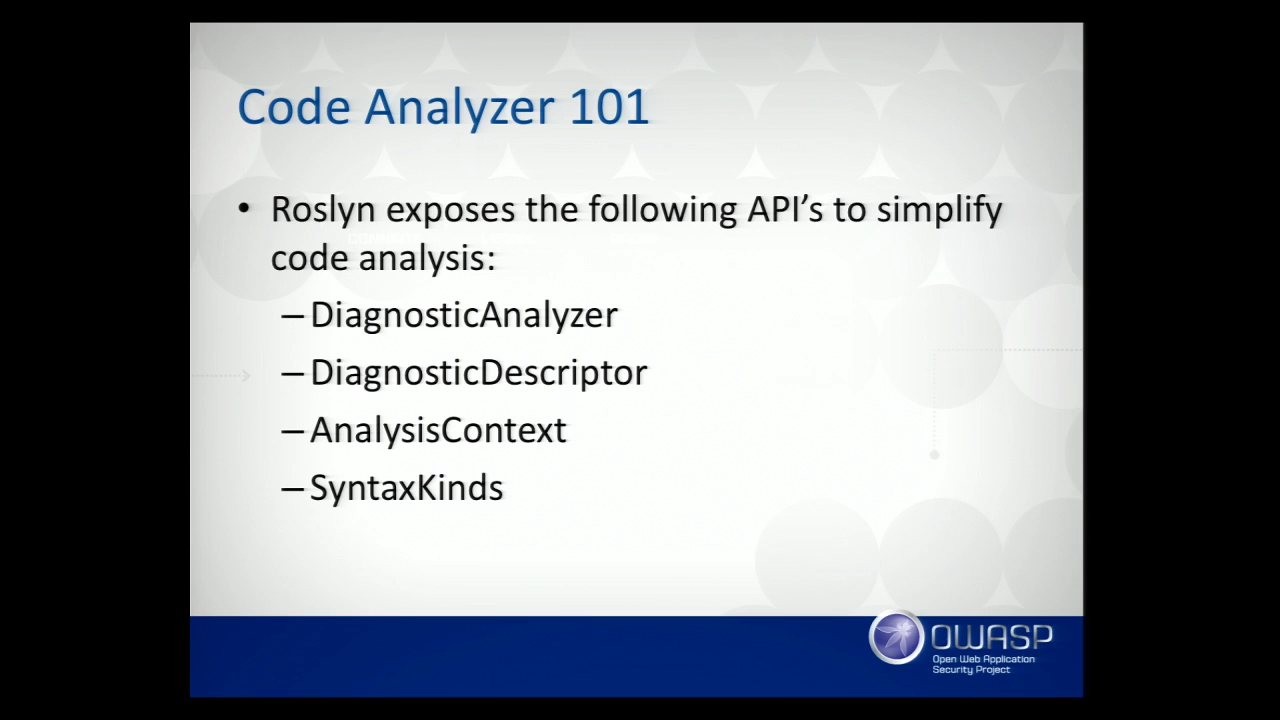 Code Analyzer 101
• Roslyn exposes the following API’s to simplify
code analysis:
– DiagnosticAnalyzer
– DiagnosticDescriptor
– AnalysisContext
– SyntaxKinds
OWASP
Open Web Application
Security Project